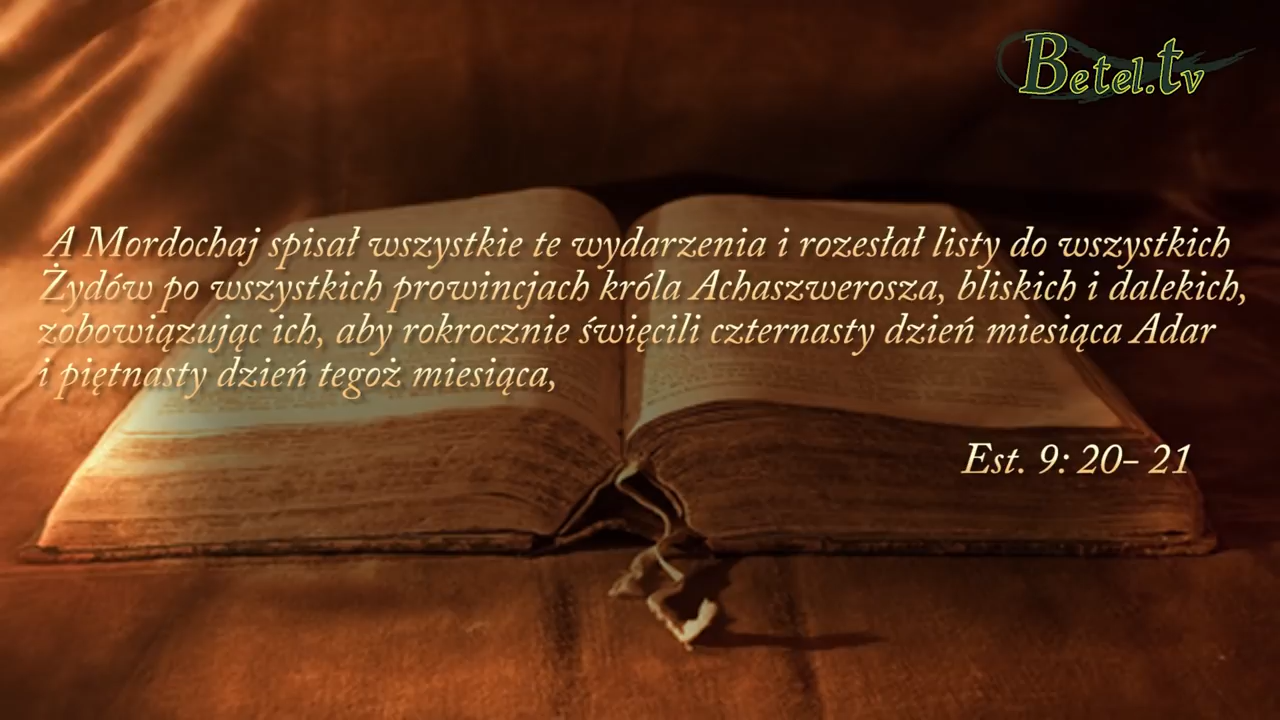 Betel.tv
A Mordochaj spisał wszystkie te wydarzenia i rozesłał listy do wszystkich
Żydów po wszystkich prowincjach króla Achaszwerosza, bliskich i dalekich,
zobowiązując ich, aby rokrocznie święcili czternasty dzień miesiąca Adar
i piętnasty dzień tegoż miesiąca,
Est. 9: 20- 21